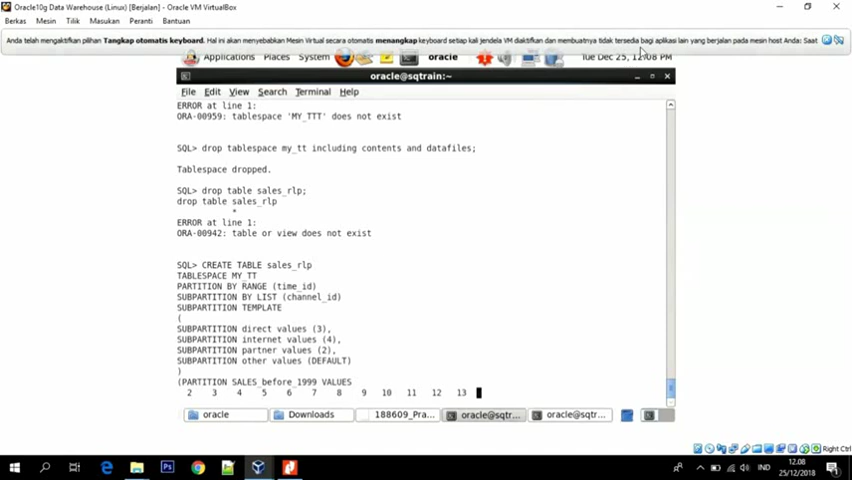 Oracle10g Data Warehouse (Linux) [Berjalan] - Oracle VM VirtualBox
Berkas Mesin Tilik Masukan Peranti Bantuan
Anda telah mengaktifkan pilihan Tangkap otomatis keyboard. Hal ini akan menyebabkan Mesin Virtual secara otomatis menangkap keyboard setiap kali jendela VM diaktifkan dan membuatnya tidak tersedia bagi aplikasi lain yang berjalan pada mesin host Anda: Saat
Applications Places System oracle Tue Dec 25, 12:08 PM
oracle@sqtrain:~
File Edit View Search Terminal Help
ERROR at line 1:
ORA-00959: tablespace 'MY_TTT' does not exist
SQL> drop tablespace my_tt including contents and datafiles;
Tablespace dropped.
SQL> drop table sales_rlp;
drop table sales_rlp
*
ERROR at line 1:
ORA-00942: table or view does not exist
SQL> CREATE TABLE sales_rlp
TABLESPACE MY_TT
PARTITION BY RANGE (time_id)
SUBPARTITION BY LIST (channel_id)
SUBPARTITION TEMPLATE
(
SUBPARTITION direct values (3),
SUBPARTITION internet values (4),
SUBPARTITION partner values (2),
SUBPARTITION other values (DEFAULT)
)
(PARTITION SALES_before_1999 VALUES
2 3 4 5 6 7 8 9 10 11 12 13
oracle Downloads 188609_Pra... oracle@sqtr... oracle@sqtr...
Right Ctrl
IND 12.08
25/12/2018